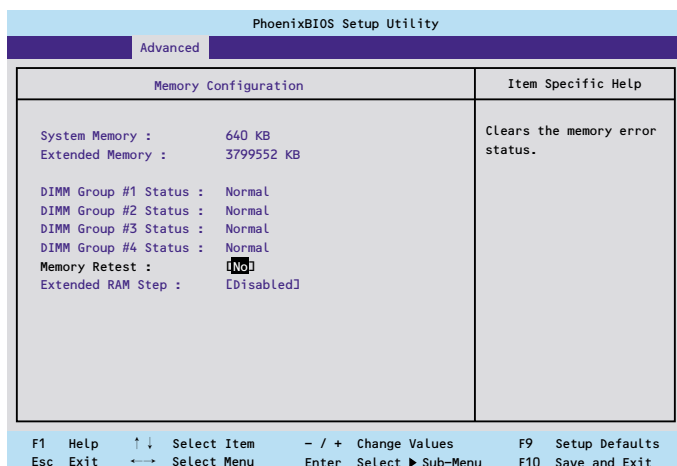 PhoenixBIOS Setup Utility
Advanced
Memory Configuration
Item Specific Help
System Memory : 640 KB
Extended Memory : 3799552 KB
DIMM Group #1 Status : Normal
DIMM Group #2 Status : Normal
DIMM Group #3 Status : Normal
DIMM Group #4 Status : Normal
Memory Retest : [No]
Extended RAM Step : [Disabled]
Clears the memory error
status.
F1 Help ↑↓ Select Item - / + Change Values F9 Setup Defaults
Esc Exit ←→ Select Menu Enter Select ▶ Sub-Menu F10 Save and Exit